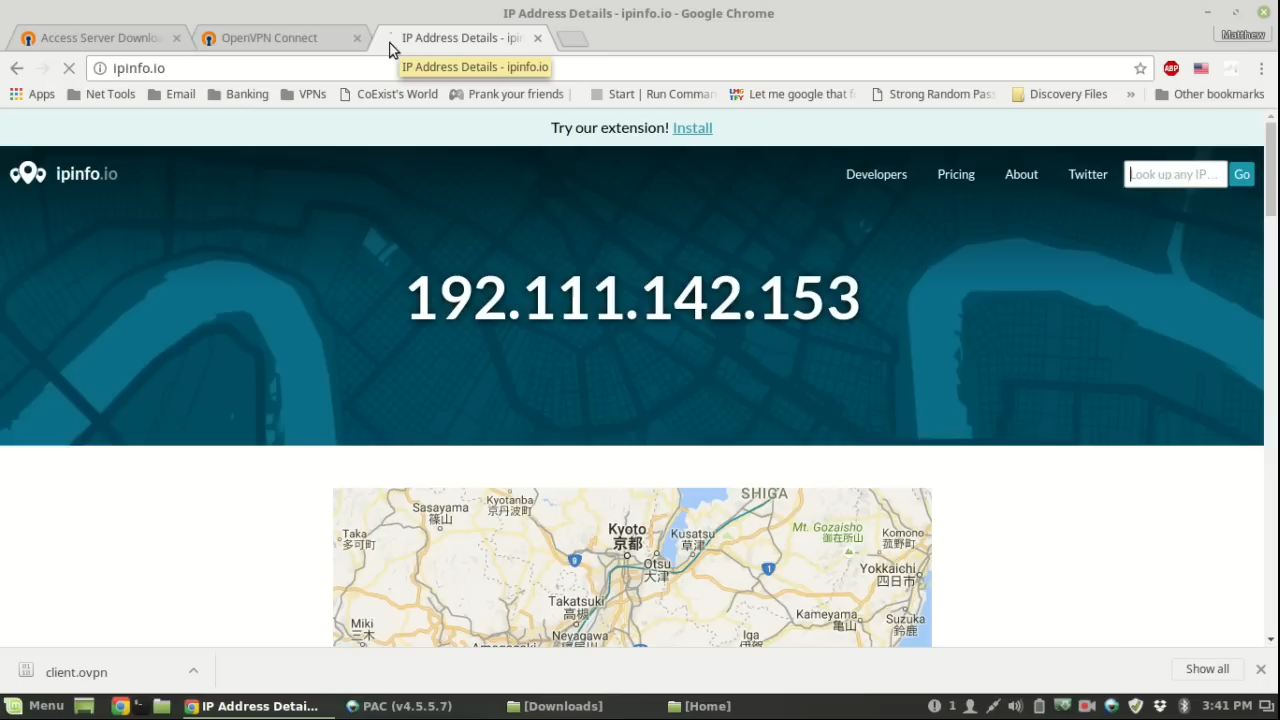 IP Address Details - ipinfo.io - Google Chrome
Access Server Downlo
OpenVPN Connect
IP Address Details - ipin
Matthew
ipinfo.io
IP Address Details - ipinfo.io
ABP
Apps
Net Tools
Email
Banking
VPNs
CoExist's World
Prank your friends |
Start | Run Comman
Let me google that f
Strong Random Pass
Discovery Files
»
Other bookmarks
Try our extension! Install
ipinfo.io
Developers
Pricing
About
Twitter
Look up any IP...
Go
192.111.142.153
SHIGA
Kyotanba
京丹波町
Sasayama
篠山
Taka
多可町
Kyoto
京都
Kusatsu
草津
Mt. Gozaisho
御在所山
Komono
菰野町
Otsu
大津
9
1
Yokkaichi
四日市
Takatsuki
高槻
Kameyama
亀山
Suzuka
鈴鹿
Miki
三木
Neyagawa
Iga
client.ovpn
Show all
Menu
IP Address Detai...
PAC (v4.5.5.7)
[Downloads]
[Home]
1
3:41 PM